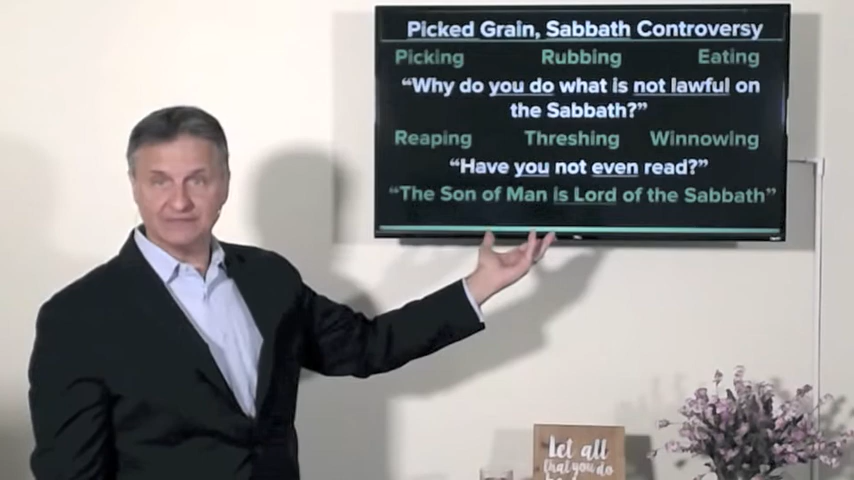 Picked Grain, Sabbath Controversy
Picking Rubbing Eating
“Why do you do what is not lawful on
the Sabbath?”
Reaping Threshing Winnowing
“Have you not even read?”
“The Son of Man is Lord of the Sabbath”
Let all
that you do